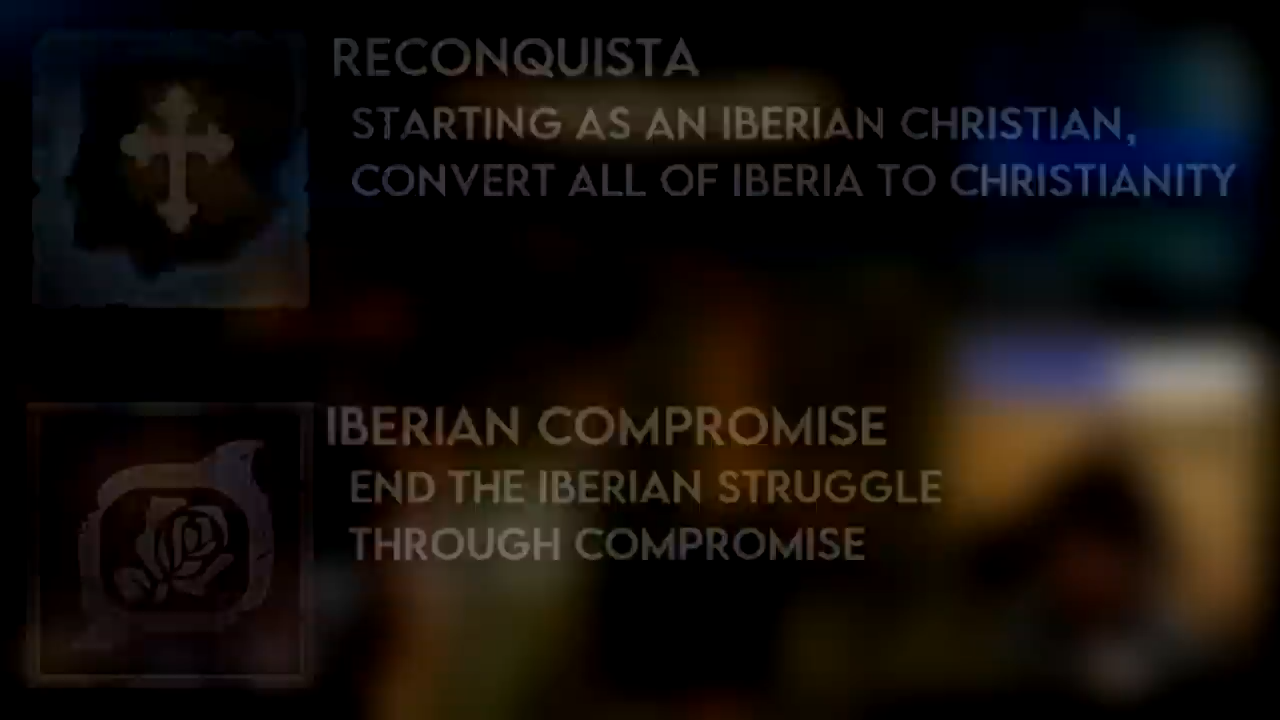 RECONQUISTA
STARTING AS AN IBERIAN CHRISTIAN,
CONVERT ALL OF IBERIA TO CHRISTIANITY
IBERIAN COMPROMISE
END THE IBERIAN STRUGGLE
THROUGH COMPROMISE